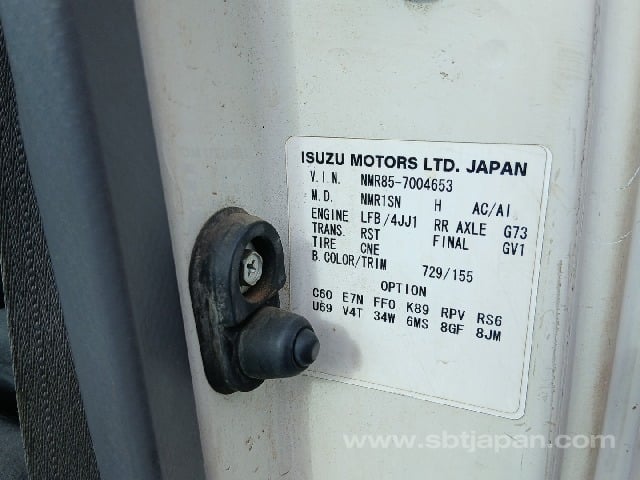 ISUZU MOTORS LTD. JAPAN
V.I.N. NMR85-7004653
M.D. NMR1SN H AC/AI
ENGINE LFB/4JJ1 RR AXLE G73
TRANS. RST FINAL GV1
TIRE CNE
B.COLOR/TRIM 729/155
OPTION
C60 E7N FF0 K89 RPV RS6
U69 V4T 34W 6MS 8GF 8JM
www.sbtjapan.com